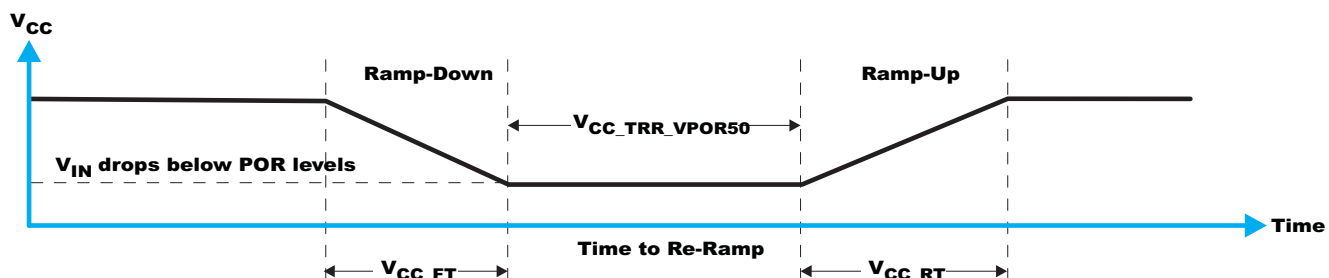 VCC
Ramp-Down
Ramp-Up
VCC_TRR_VPOR50
VIN drops below POR levels
Time
Time to Re-Ramp
VCC_FT
VCC_RT